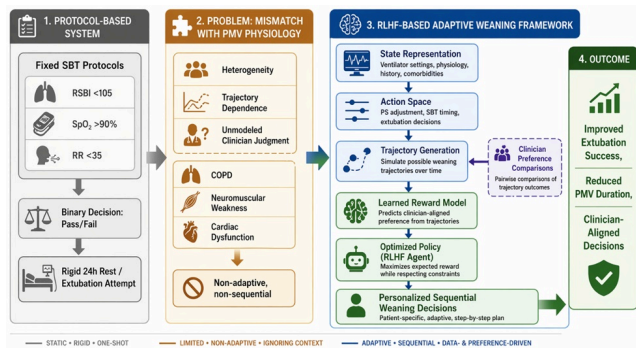 1. PROTOCOL-BASED
SYSTEM
Fixed SBT Protocols
RSBI <105
SpO₂ >90%
RR <35
Binary Decision:
Pass/Fail
Rigid 24h Rest /
Extubation Attempt
2. PROBLEM: MISMATCH
WITH PMV PHYSIOLOGY
Heterogeneity
Trajectory
Dependence
Unmodeled
Clinician Judgment
COPD
Neuromuscular
Weakness
Cardiac
Dysfunction
Non-adaptive,
non-sequential
3. RLHF-BASED ADAPTIVE WEANING FRAMEWORK
State Representation
Ventilator settings, physiology,
history, comorbidities
Action Space
PS adjustment, SBT timing,
extubation decisions
Trajectory Generation
Simulate possible weaning
trajectories over time
Clinician
Preference
Comparisons
Pairwise comparisons of
trajectory outcomes
Learned Reward Model
Predicts clinician-aligned
preference from trajectories
Optimized Policy
(RLHF Agent)
Maximizes expected reward
while respecting constraints
Personalized Sequential
Weaning Decisions
Patient-specific, adaptive, step-by-step plan
4. OUTCOME
Improved
Extubation
Success,
Reduced
PMV Duration,
Clinician-
Aligned
Decisions
STATIC • RIGID • ONE-SHOT
LIMITED • NON-ADAPTIVE • IGNORING CONTEXT
ADAPTIVE • SEQUENTIAL • DATA- & PREFERENCE-DRIVEN